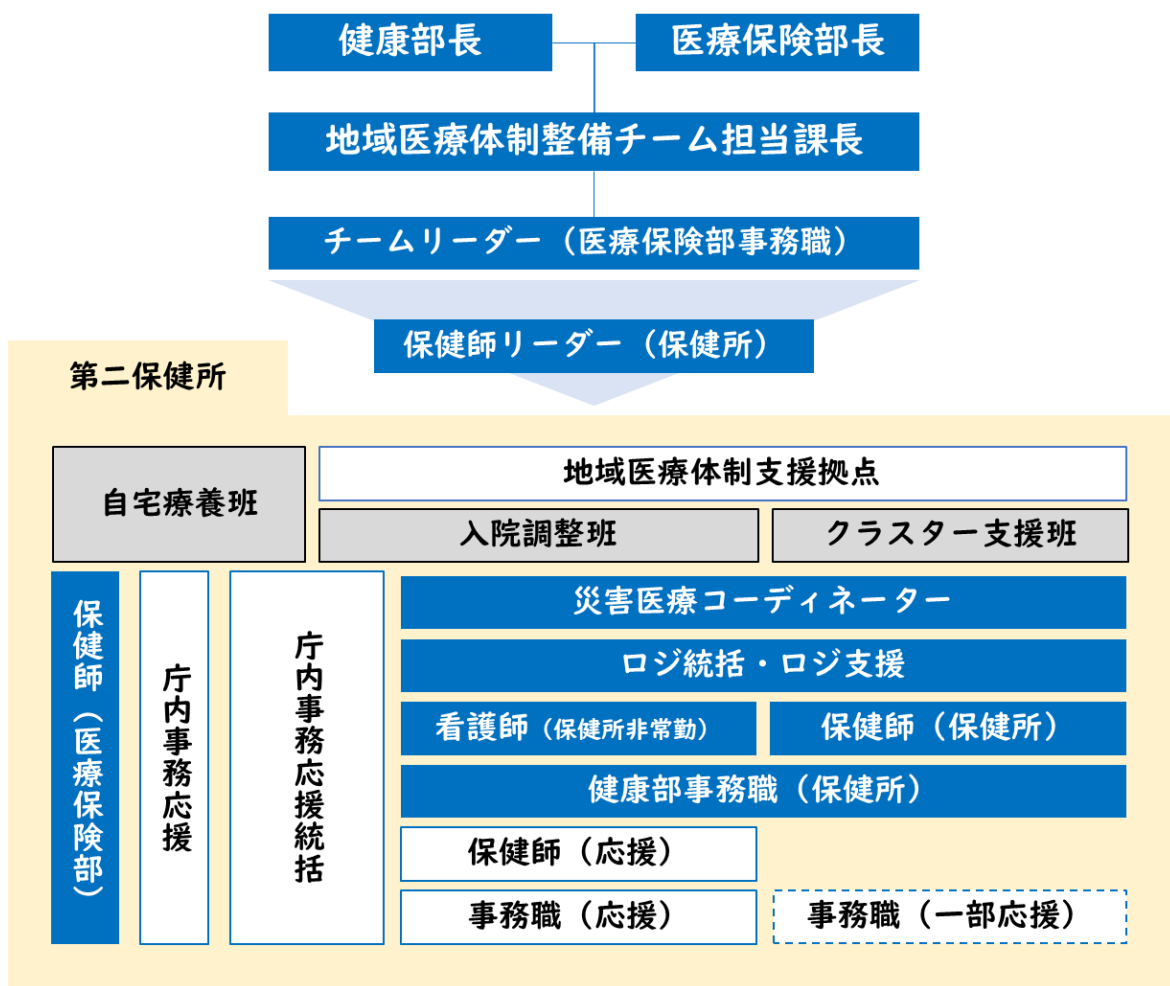 健康部長
医療保険部長
地域医療体制整備チーム担当課長
チームリーダー（医療保険部事務職）
保健師リーダー（保健所）
第二保健所
自宅療養班
地域医療体制支援拠点
入院調整班
クラスター支援班
保健師（医療保険部）
庁内事務応援
庁内事務応援統括
災害医療コーディネーター
ロジ統括・ロジ支援
看護師（保健所非常勤）
保健師（保健所）
健康部事務職（保健所）
保健師（応援）
事務職（応援）
事務職（一部応援）